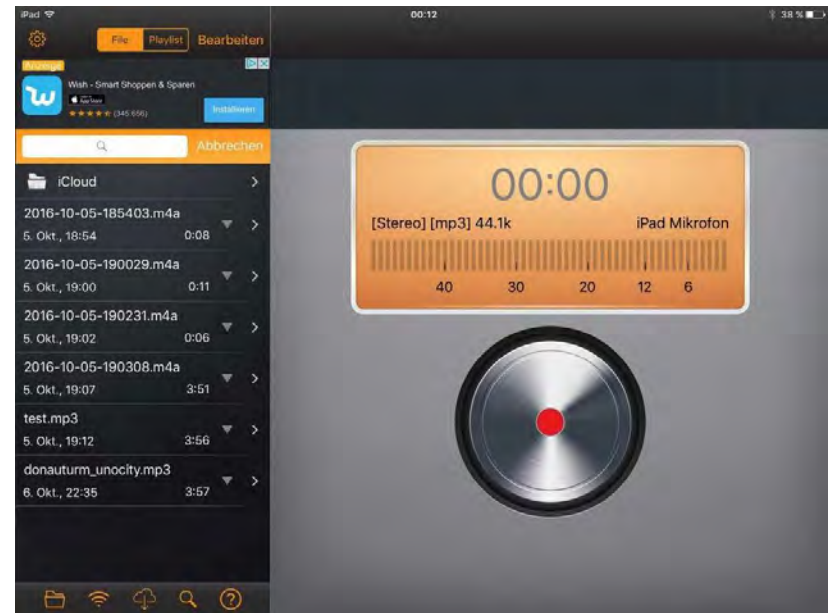 iPad
00:12
38 %
File Playlist Bearbeiten
Anzeige
Wish - Smart Shoppen & Sparen
App Store
(345.656)
Installieren
Abbrechen
iCloud
2016-10-05-185403.m4a
5. Okt., 18:54 0:08
2016-10-05-190029.m4a
5. Okt., 19:00 0:11
2016-10-05-190231.m4a
5. Okt., 19:02 0:06
2016-10-05-190308.m4a
5. Okt., 19:07 3:51
test.mp3
5. Okt., 19:12 3:56
donauturm_unocity.mp3
6. Okt., 22:35 3:57
00:00
[Stereo] [mp3] 44.1k iPad Mikrofon
40 30 20 12 6